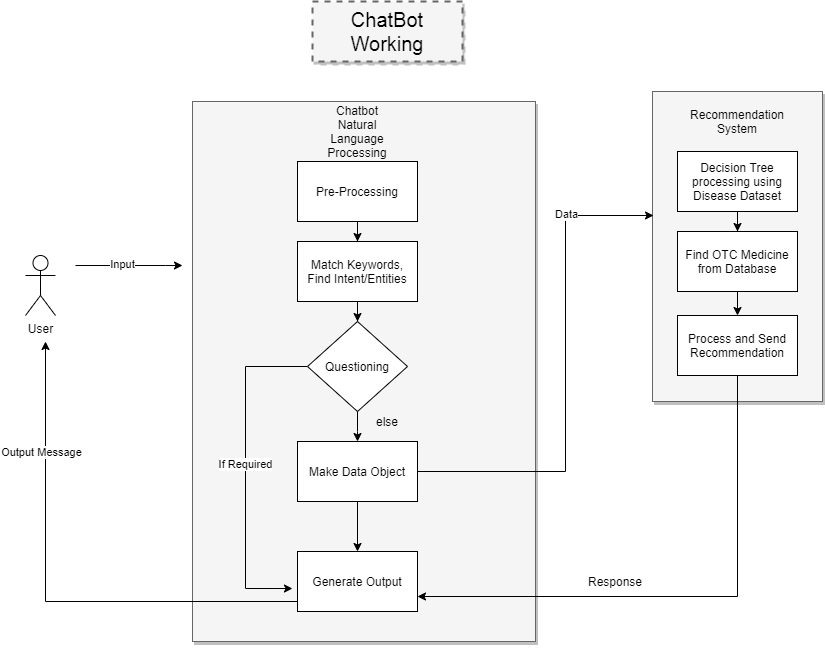 ChatBot
Working
Chatbot
Natural
Language
Processing
Pre-Processing
Match Keywords,
Find Intent/Entities
Questioning
else
If Required
Make Data Object
Generate Output
Input
User
Output Message
Data
Recommendation
System
Decision Tree
processing using
Disease Dataset
Find OTC Medicine
from Database
Process and Send
Recommendation
Response